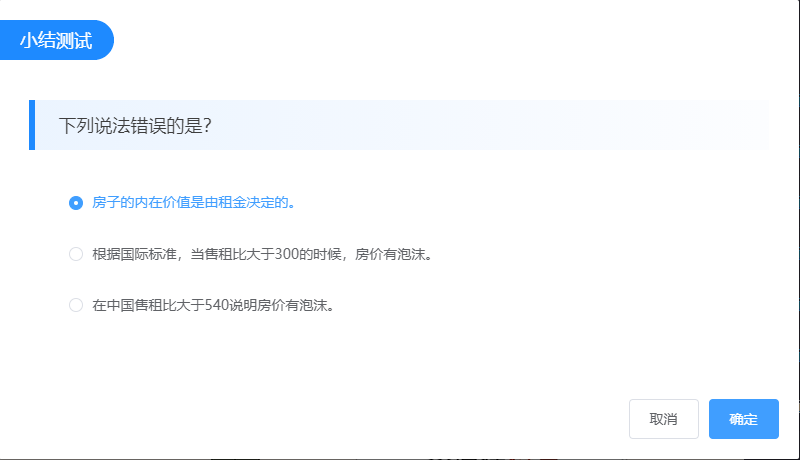 小结测试
下列说法错误的是?
房子的内在价值是由租金决定的。
根据国际标准，当售租比大于300的时候，房价有泡沫。
在中国售租比大于540说明房价有泡沫。
取消
确定